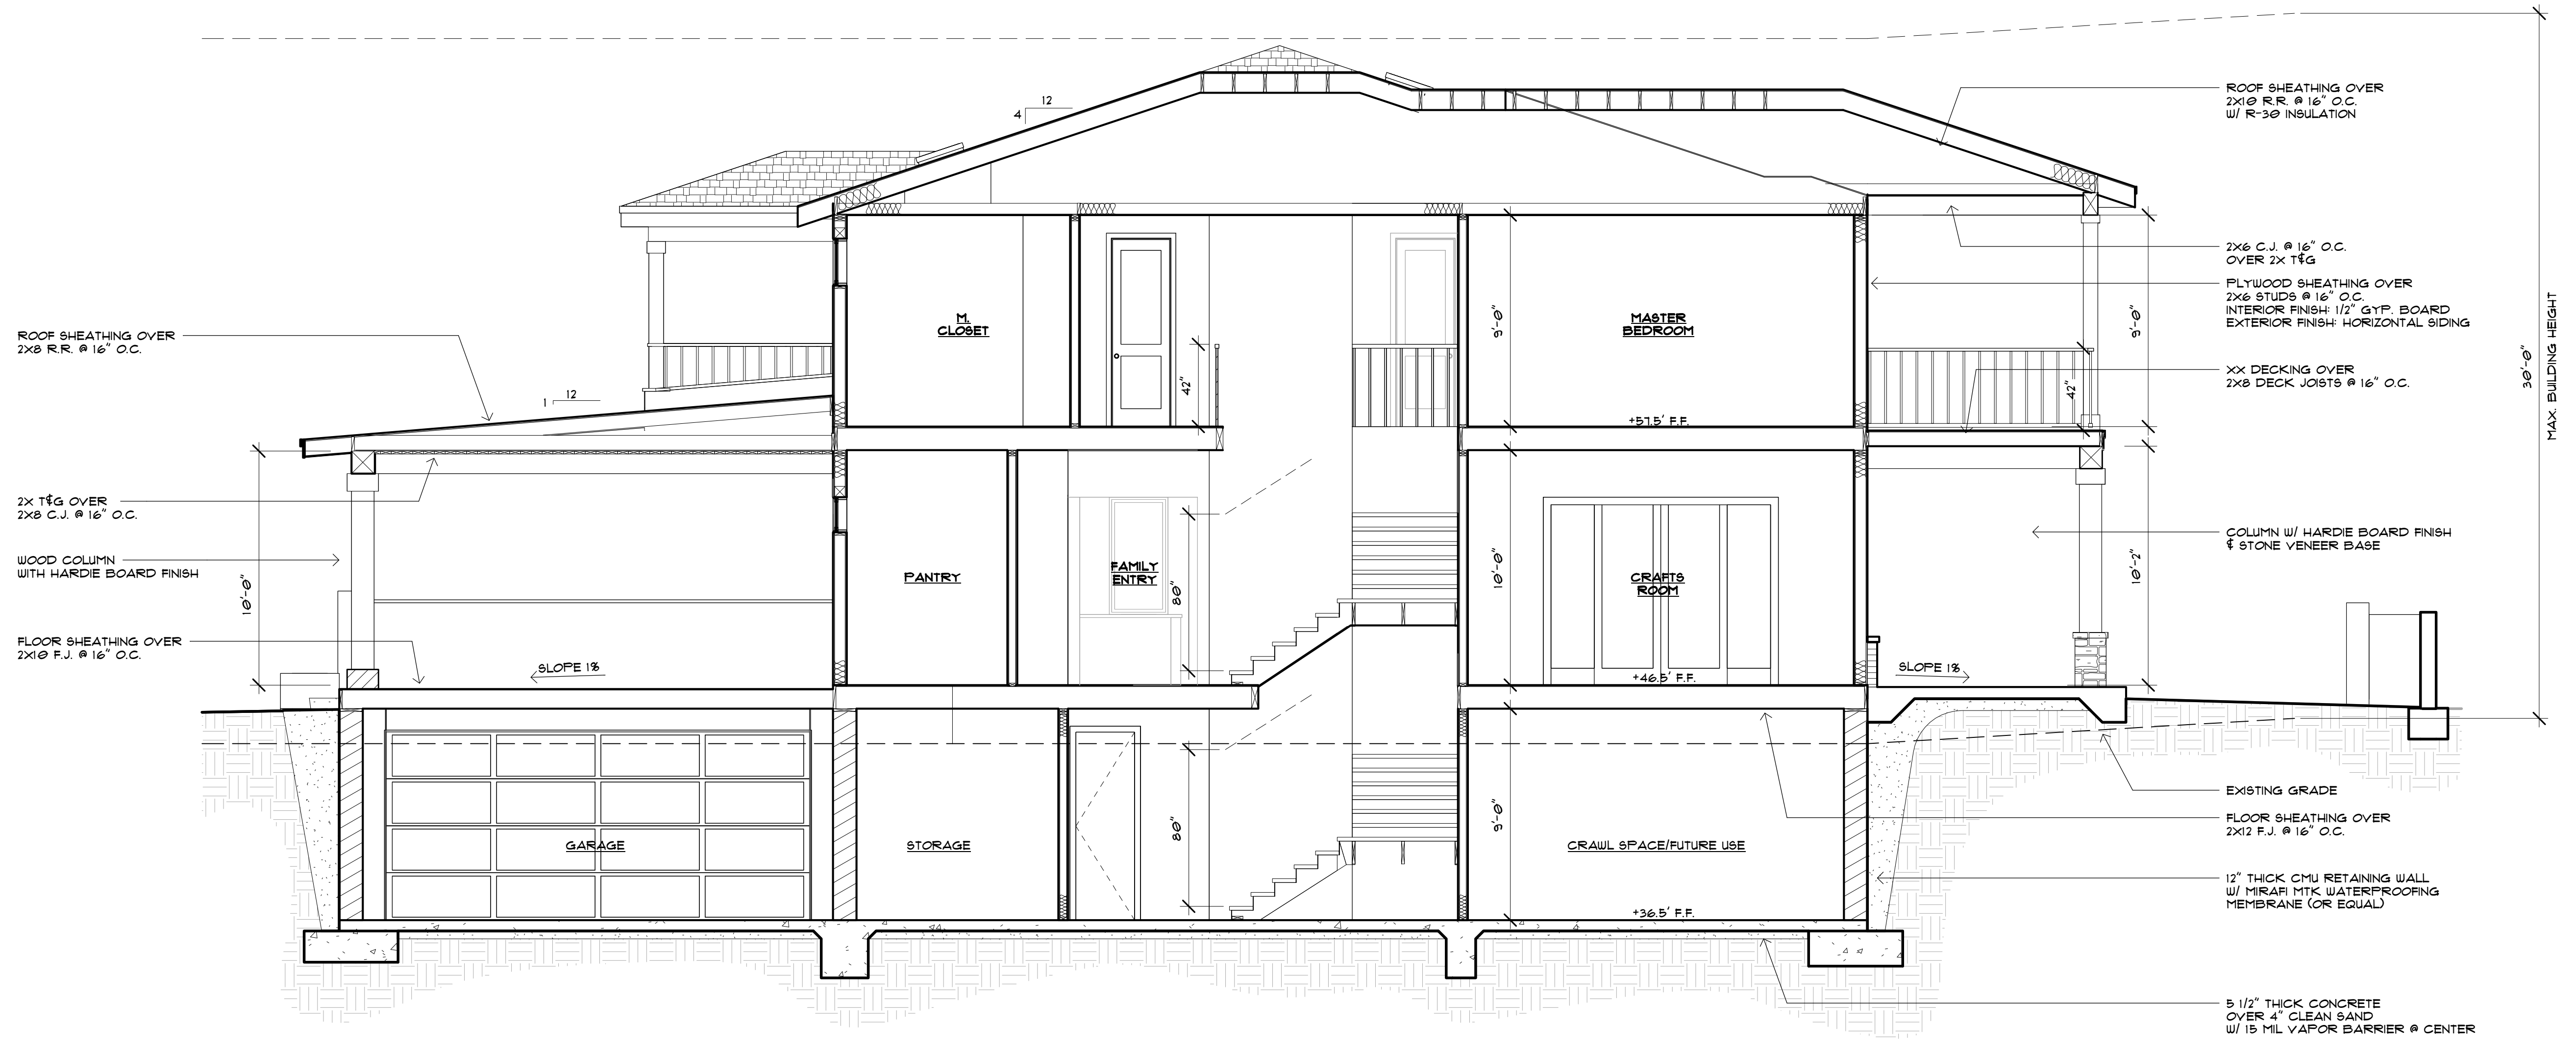 12
4
ROOF SHEATHING OVER
2X10 R.R. @ 16" O.C.
W/ R-30 INSULATION
2X6 C.J. @ 16" O.C.
OVER 2X T&G
PLYWOOD SHEATHING OVER
2X6 STUDS @ 16" O.C.
INTERIOR FINISH: 1/2" GYP. BOARD
EXTERIOR FINISH: HORIZONTAL SIDING
ROOF SHEATHING OVER
2X8 R.R. @ 16" O.C.
M.
CLOSET
MASTER
BEDROOM
9'-0"
9'-0"
30'-0"
MAX. BUILDING HEIGHT
XX DECKING OVER
2X8 DECK JOISTS @ 16" O.C.
12
1
42"
42"
+57.5' F.F.
2X T&G OVER
2X8 C.J. @ 16" O.C.
WOOD COLUMN
WITH HARDIE BOARD FINISH
COLUMN W/ HARDIE BOARD FINISH
& STONE VENEER BASE
10'-0"
PANTRY
FAMILY
ENTRY
80"
10'-0"
CRAFTS
ROOM
10'-2"
FLOOR SHEATHING OVER
2X10 F.J. @ 16" O.C.
SLOPE 1%
+46.5' F.F.
SLOPE 1%
EXISTING GRADE
FLOOR SHEATHING OVER
2X12 F.J. @ 16" O.C.
GARAGE
STORAGE
80"
9'-0"
CRAWL SPACE/FUTURE USE
12" THICK CMU RETAINING WALL
W/ MIRAFI MTK WATERPROOFING
MEMBRANE (OR EQUAL)
+36.5' F.F.
5 1/2" THICK CONCRETE
OVER 4" CLEAN SAND
W/ 15 MIL VAPOR BARRIER @ CENTER